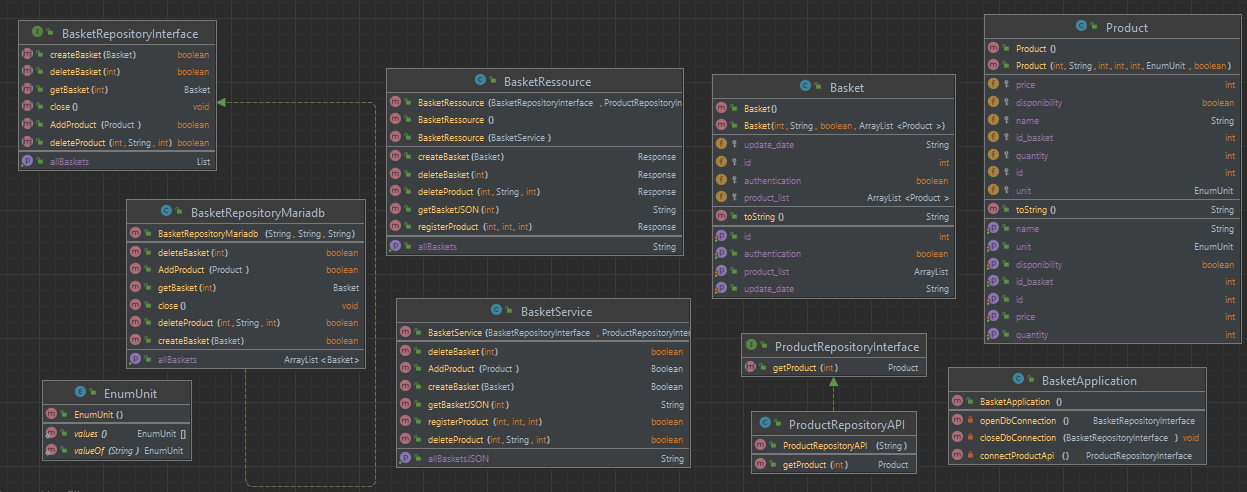 BasketRepositoryInterface
createBasket (Basket) boolean
deleteBasket (int) boolean
getBasket (int) Basket
close () void
AddProduct (Product ) boolean
deleteProduct (int, String , int) boolean
allBaskets List
BasketRepositoryMariadb
BasketRepositoryMariadb (String , String , String)
deleteBasket (int) boolean
AddProduct (Product ) boolean
getBasket (int) Basket
close () void
deleteProduct (int, String , int) boolean
createBasket (Basket) boolean
allBaskets ArrayList <Basket>
EnumUnit
EnumUnit ()
values () EnumUnit []
valueOf (String ) EnumUnit
BasketRessource
BasketRessource (BasketRepositoryInterface , ProductRepositoryIn
BasketRessource ()
BasketRessource (BasketService )
createBasket (Basket) Response
deleteBasket (int) Response
deleteProduct (int, String , int) Response
getBasketJSON (int) String
registerProduct (int, int, int) Response
allBaskets String
BasketService
BasketService (BasketRepositoryInterface , ProductRepositoryInter
deleteBasket (int) boolean
AddProduct (Product ) Boolean
createBasket (Basket) Boolean
getBasketJSON (int) String
registerProduct (int, int, int) boolean
deleteProduct (int, String , int) boolean
allBasketsJSON String
Basket
Basket ()
Basket (int, String , boolean , ArrayList <Product >)
update_date String
id int
authentication boolean
product_list ArrayList <Product >
toString () String
id int
authentication boolean
product_list ArrayList
update_date String
ProductRepositoryInterface
getProduct (int) Product
ProductRepositoryAPI
ProductRepositoryAPI (String )
getProduct (int) Product
Product
Product ()
Product (int, String , int, int, int, EnumUnit , boolean )
price int
disponibility boolean
name String
id_basket int
quantity int
id int
unit EnumUnit
toString () String
name String
unit EnumUnit
disponibility boolean
id_basket int
id int
price int
quantity int
BasketApplication
BasketApplication ()
openDbConnection () BasketRepositoryInterface
closeDbConnection (BasketRepositoryInterface ) void
connectProductApi () ProductRepositoryInterface